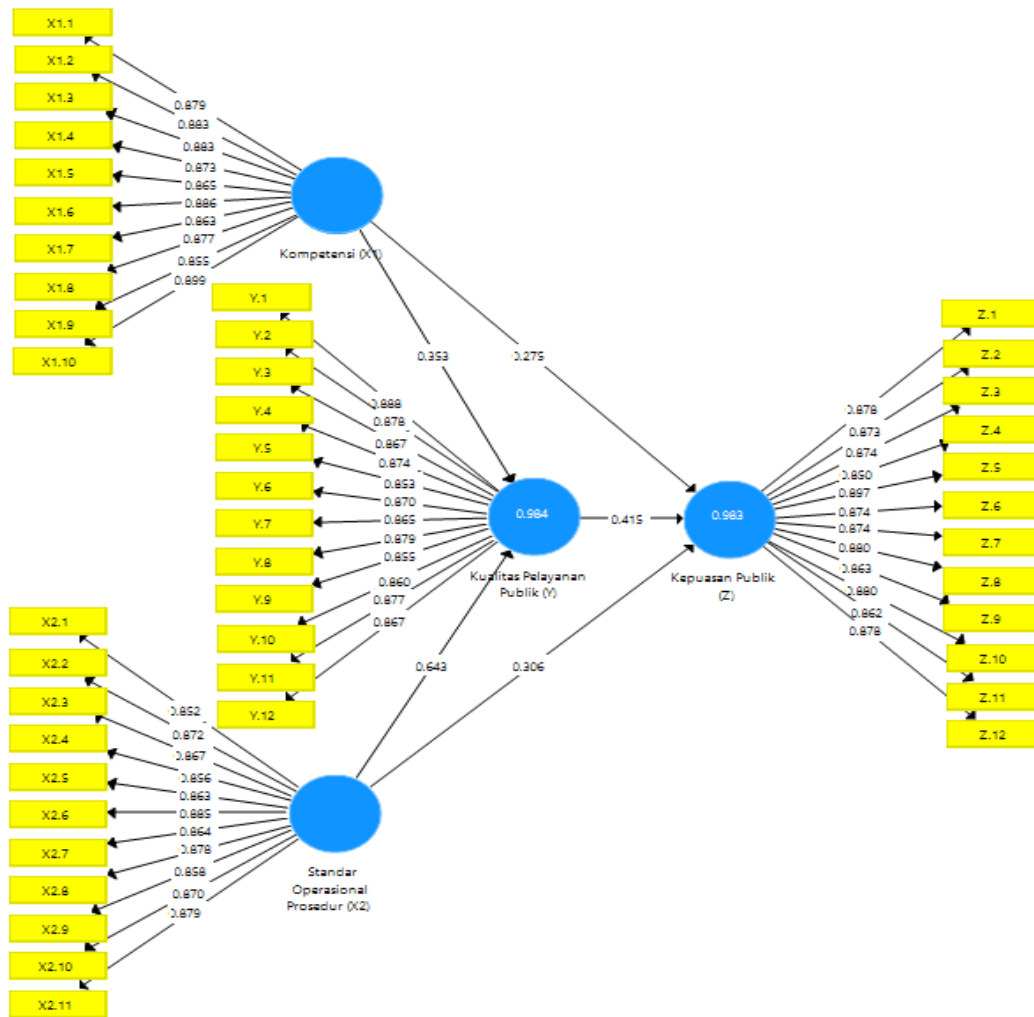 X1.1
X1.2
X1.3
X1.4
X1.5
X1.6
X1.7
X1.8
X1.9
X1.10
0.879
0.883
0.883
0.873
0.865
0.886
0.863
0.877
0.855
0.899
Kompetensi (X1)
0.353
0.275
Y.1
Y.2
Y.3
Y.4
Y.5
Y.6
Y.7
Y.8
Y.9
Y.10
Y.11
Y.12
0.888
0.878
0.867
0.874
0.853
0.870
0.865
0.879
0.855
0.860
0.877
0.867
0.984
Kualitas Pelayanan
Publik (Y)
0.415
0.983
Kepuasan Publik
(Z)
0.643
0.306
Z.1
Z.2
Z.3
Z.4
Z.5
Z.6
Z.7
Z.8
Z.9
Z.10
Z.11
Z.12
0.878
0.873
0.874
0.850
0.897
0.874
0.874
0.880
0.863
0.880
0.862
0.878
X2.1
X2.2
X2.3
X2.4
X2.5
X2.6
X2.7
X2.8
X2.9
X2.10
X2.11
0.852
0.872
0.867
0.856
0.863
0.885
0.864
0.878
0.858
0.870
0.879
Standar
Operasional
Prosedur (X2)